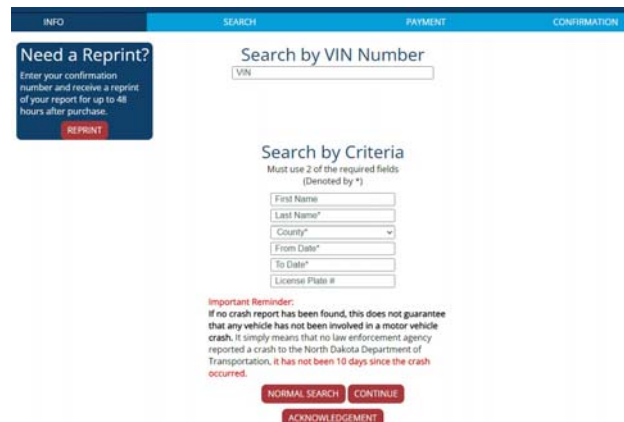 INFO SEARCH PAYMENT CONFIRMATION
Need a Reprint?
Enter your confirmation
number and receive a reprint
of your report for up to 48
hours after purchase.
REPRINT
Search by VIN Number
VIN
Search by Criteria
Must use 2 of the required fields
(Denoted by *)
First Name
Last Name*
County*
From Date*
To Date*
License Plate #
Important Reminder:
If no crash report has been found, this does not guarantee
that any vehicle has not been involved in a motor vehicle
crash. It simply means that no law enforcement agency
reported a crash to the North Dakota Department of
Transportation, it has not been 10 days since the crash
occurred.
NORMAL SEARCH CONTINUE
ACKNOWLEDGEMENT